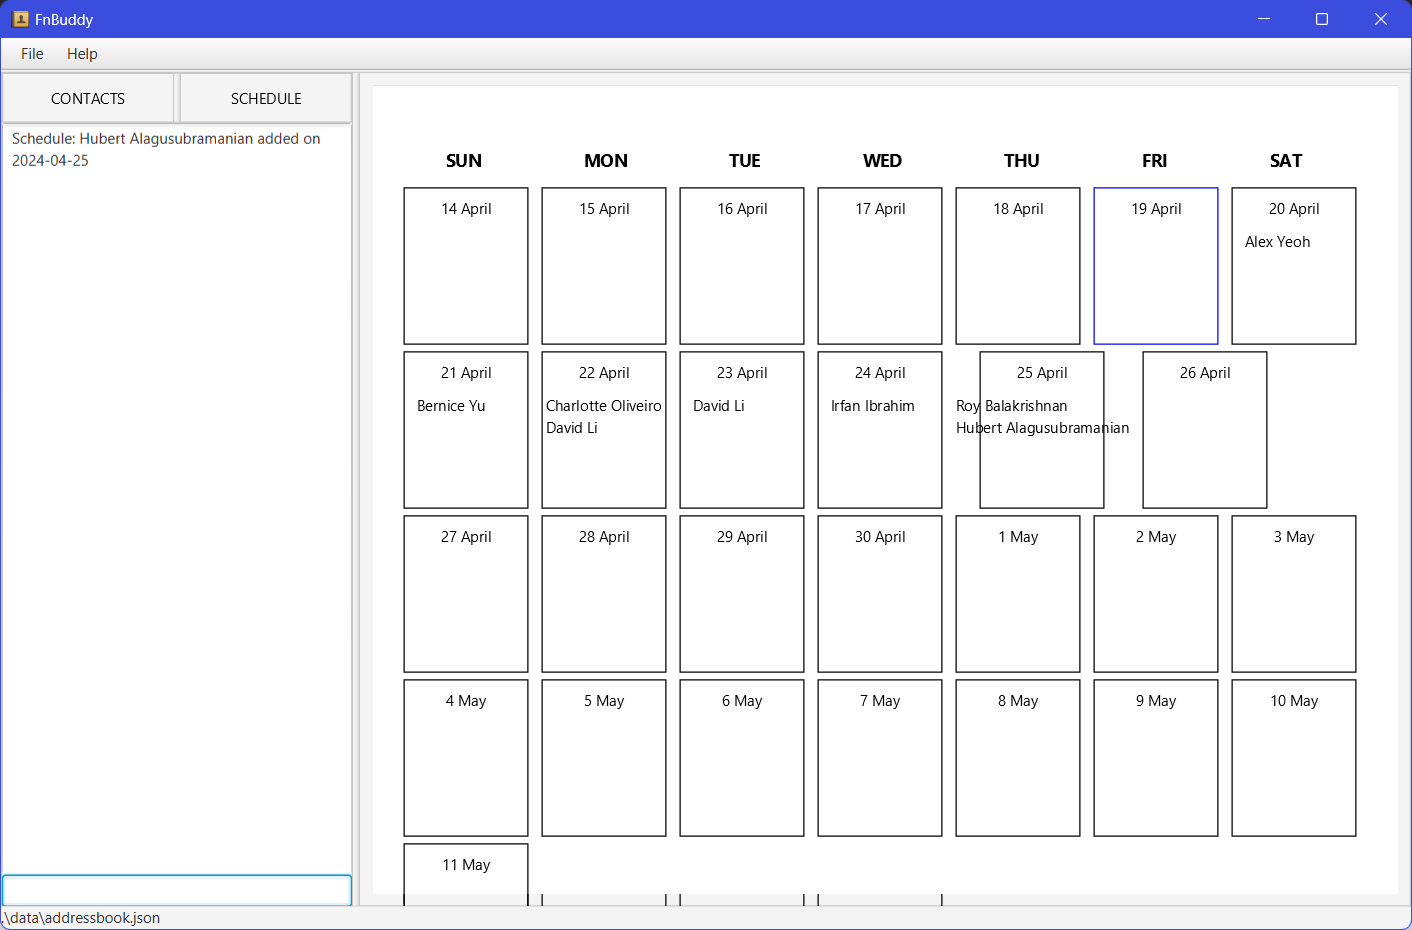 FnBuddy
File Help
CONTACTS SCHEDULE
Schedule: Hubert Alagusubramanian added on
2024-04-25
SUN MON TUE WED THU FRI SAT
14 April 15 April 16 April 17 April 18 April 19 April 20 April
Alex Yeoh
21 April 22 April 23 April 24 April 25 April 26 April
Bernice Yu Charlotte Oliveiro David Li Irfan Ibrahim Roy Balakrishnan
David Li Hubert Alagusubramanian
27 April 28 April 29 April 30 April 1 May 2 May 3 May
4 May 5 May 6 May 7 May 8 May 9 May 10 May
11 May
.\data\addressbook.json